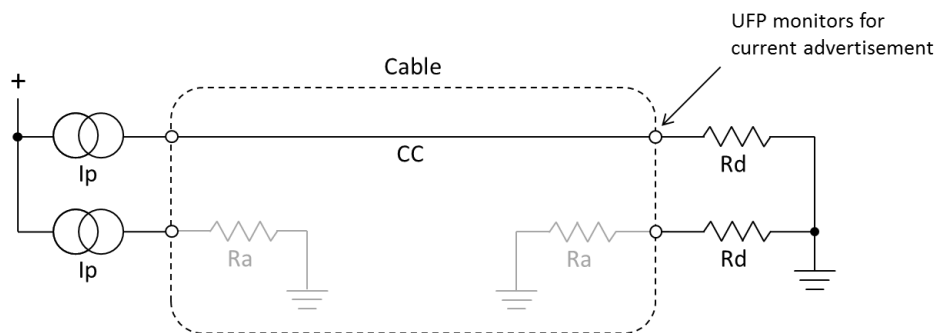 UFP monitors for
current advertisement
Cable
+
Ip
CC
Rd
Ip
Ra
Ra
Rd